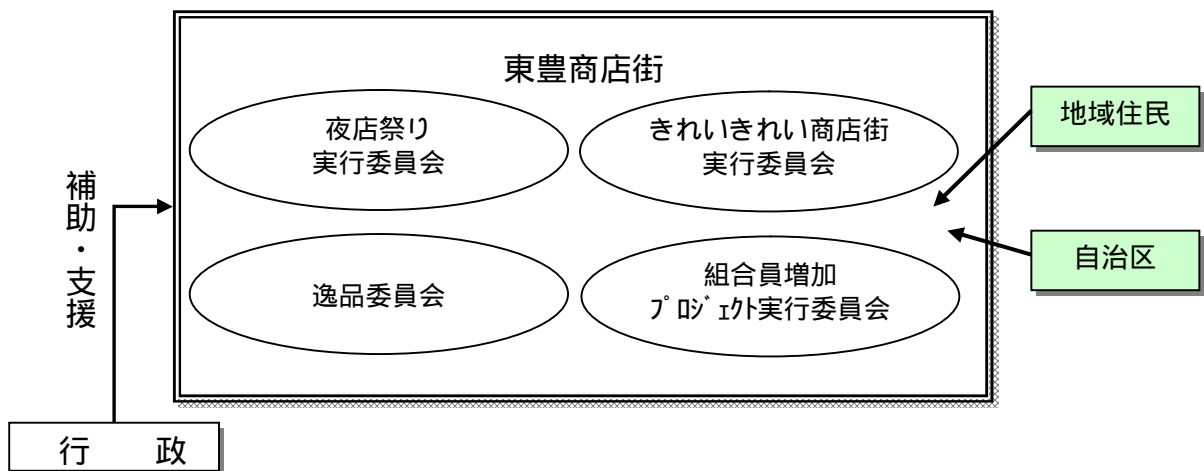 東豊商店街
夜店祭り
実行委員会
きれいきれい商店街
実行委員会
地域住民
補助・支援
逸品委員会
組合員増加
ﾌﾟﾛｼﾞｪｸﾄ実行委員会
自治区
行　　政